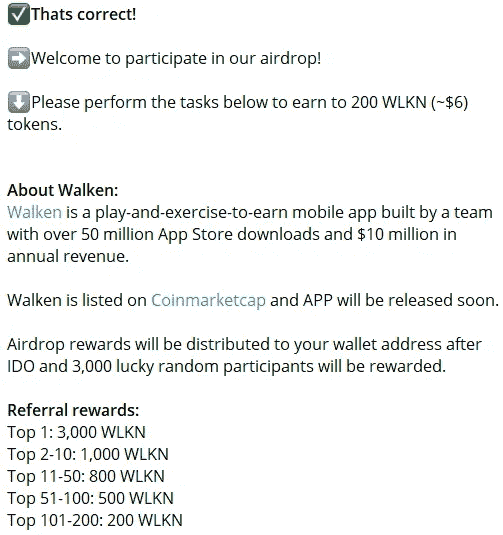 ✅Thats correct!
➡️Welcome to participate in our airdrop!
⬇️Please perform the tasks below to earn to 200 WLKN (~$6)
tokens.
About Walken:
Walken is a play-and-exercise-to-earn mobile app built by a team
with over 50 million App Store downloads and $10 million in
annual revenue.
Walken is listed on Coinmarketcap and APP will be released soon.
Airdrop rewards will be distributed to your wallet address after
IDO and 3,000 lucky random participants will be rewarded.
Referral rewards:
Top 1: 3,000 WLKN
Top 2-10: 1,000 WLKN
Top 11-50: 800 WLKN
Top 51-100: 500 WLKN
Top 101-200: 200 WLKN